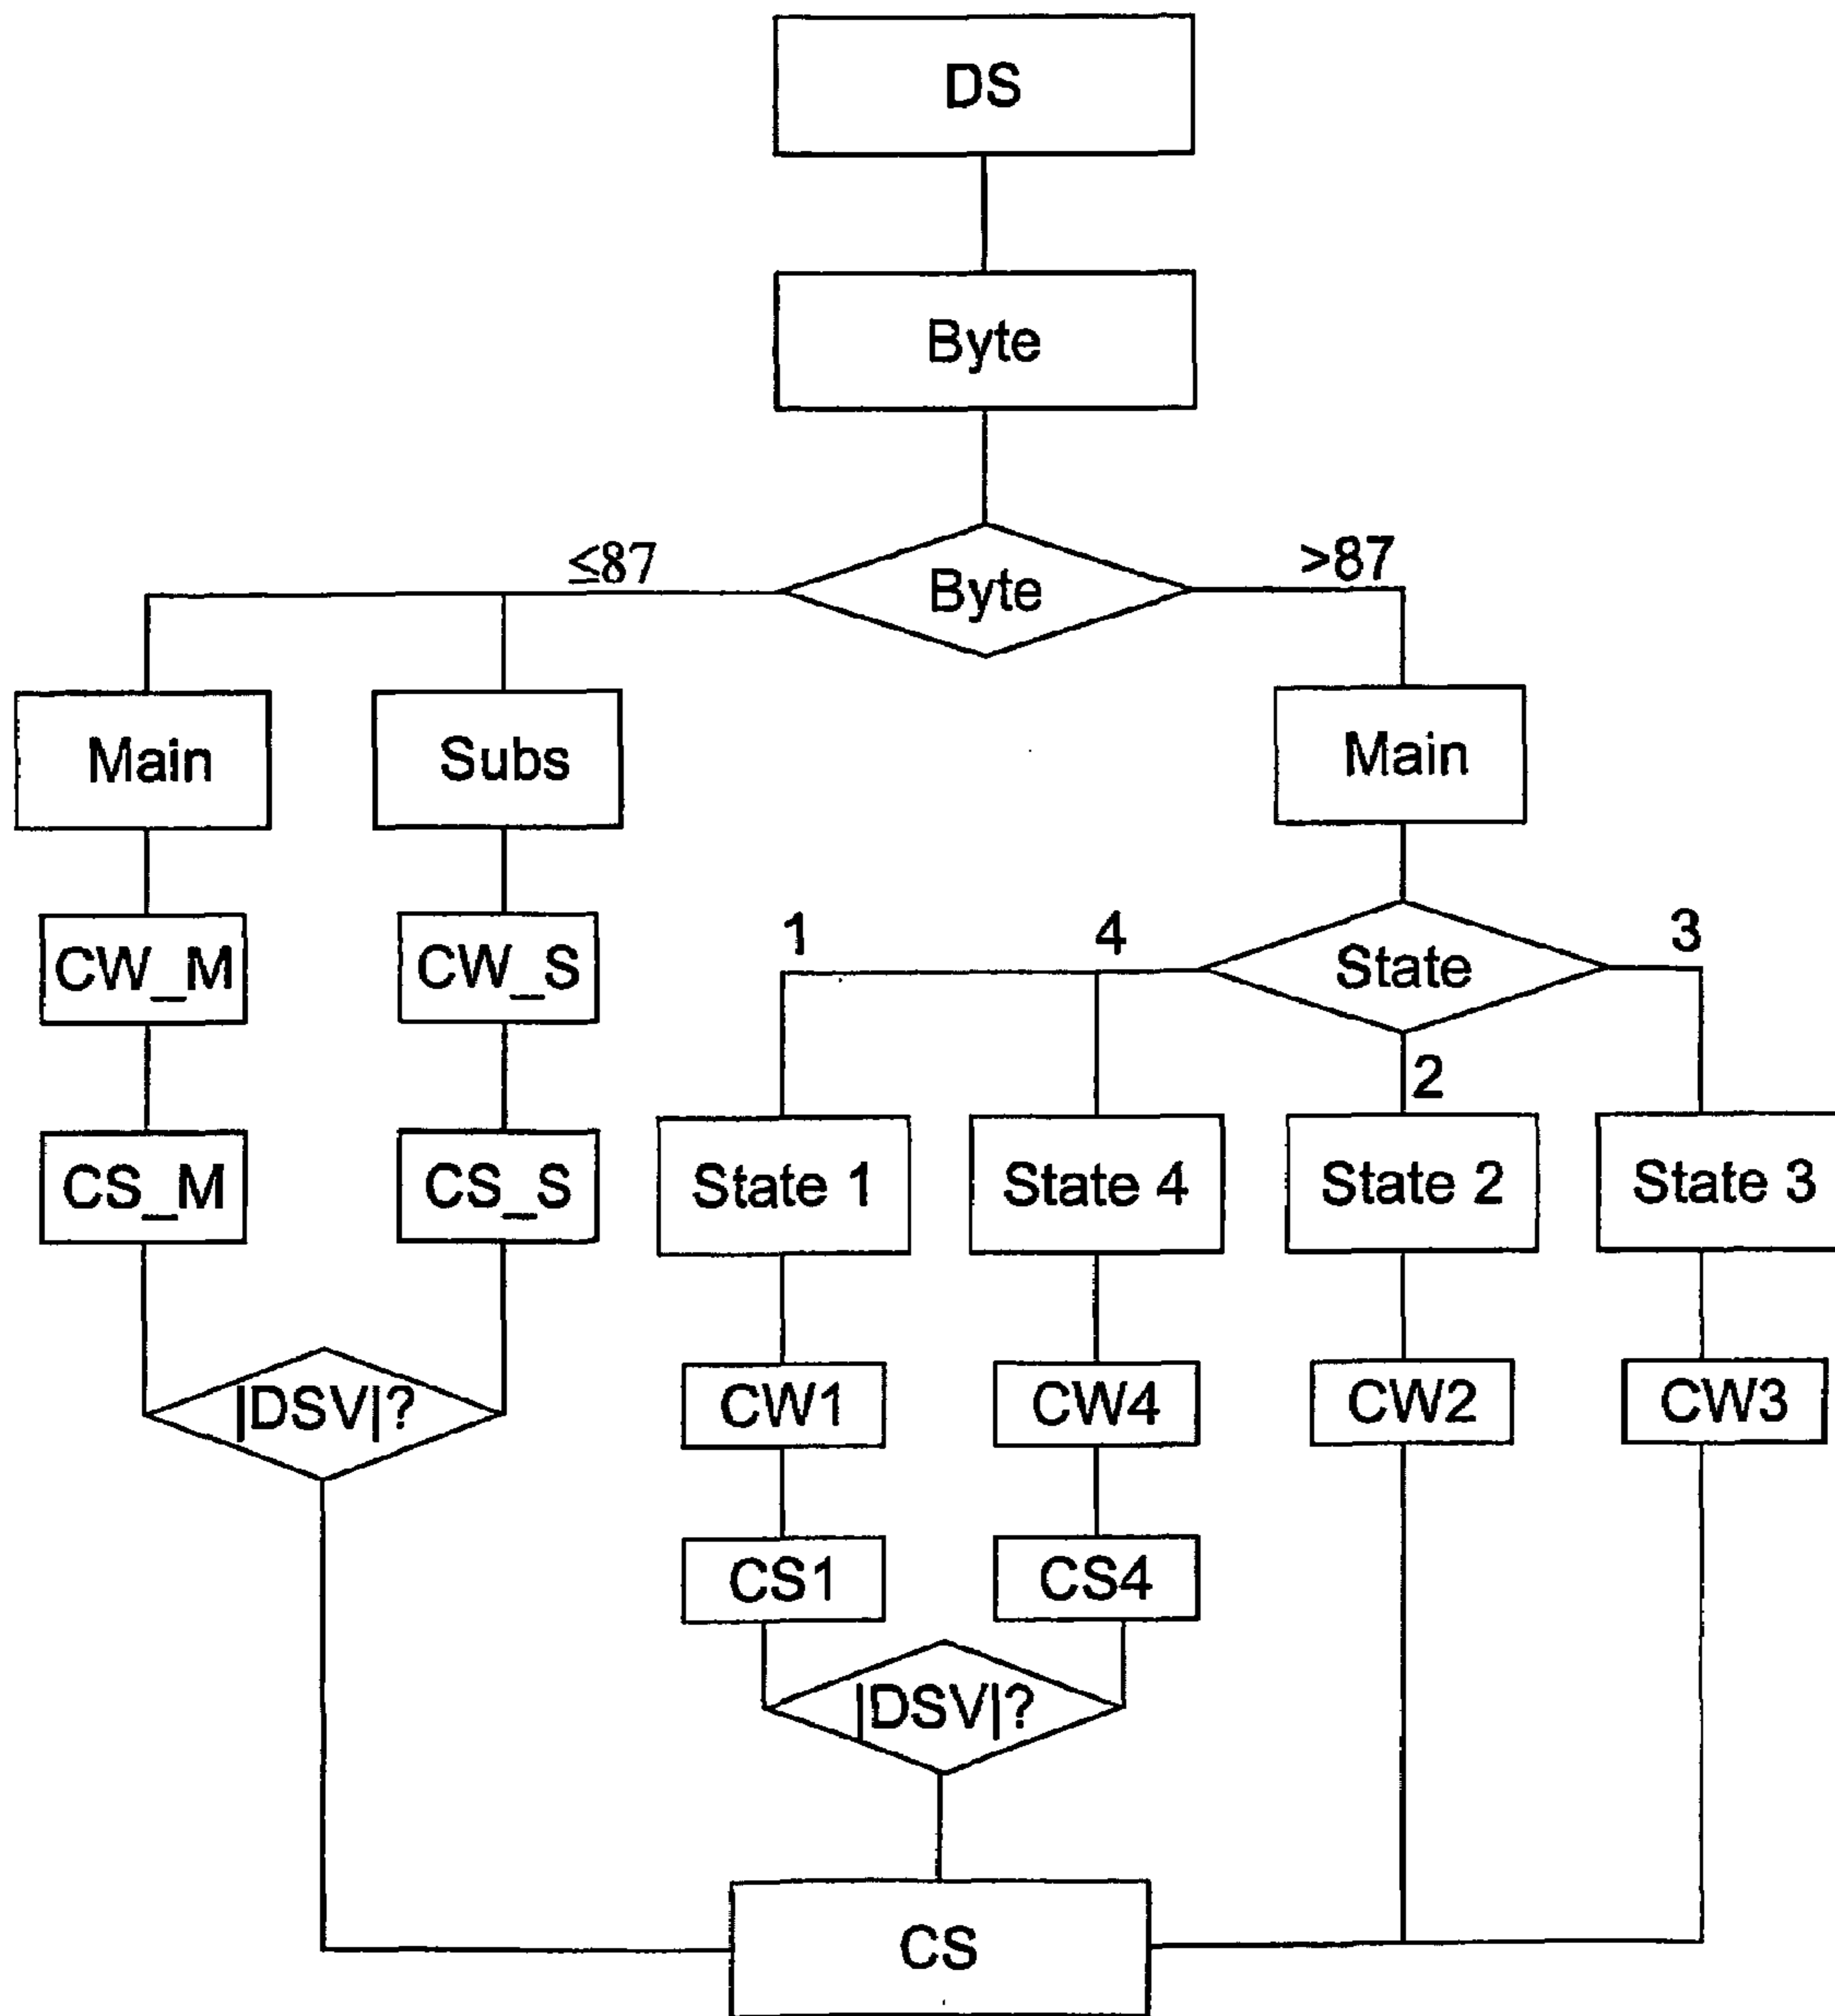 DS
Byte
≤87
Byte
>87
Main
Subs
Main
CW_M
CW_S
1
4
State
3
2
CS_M
CS_S
State 1
State 4
State 2
State 3
|DSV|?
CW1
CW4
CW2
CW3
CS1
CS4
|DSV|?
CS